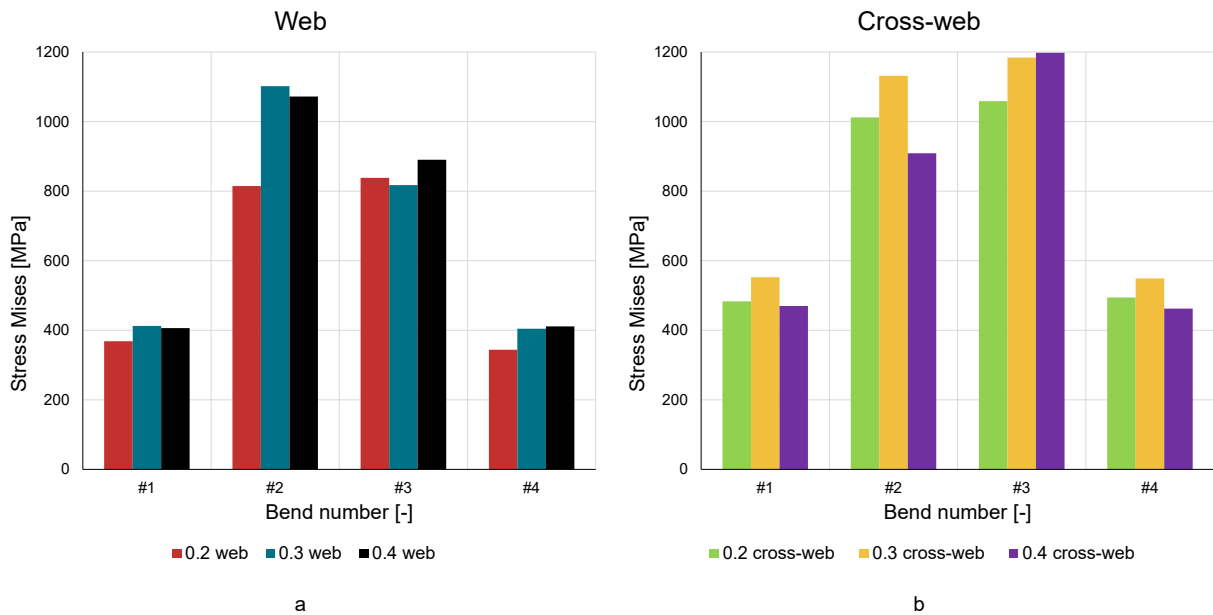 Web
Stress Mises [MPa]
1200
1000
800
600
400
200
0
#1 #2 #3 #4
Bend number [-]
0.2 web 0.3 web 0.4 web
a
Cross-web
Stress Mises [MPa]
1200
1000
800
600
400
200
0
#1 #2 #3 #4
Bend number [-]
0.2 cross-web 0.3 cross-web 0.4 cross-web
b